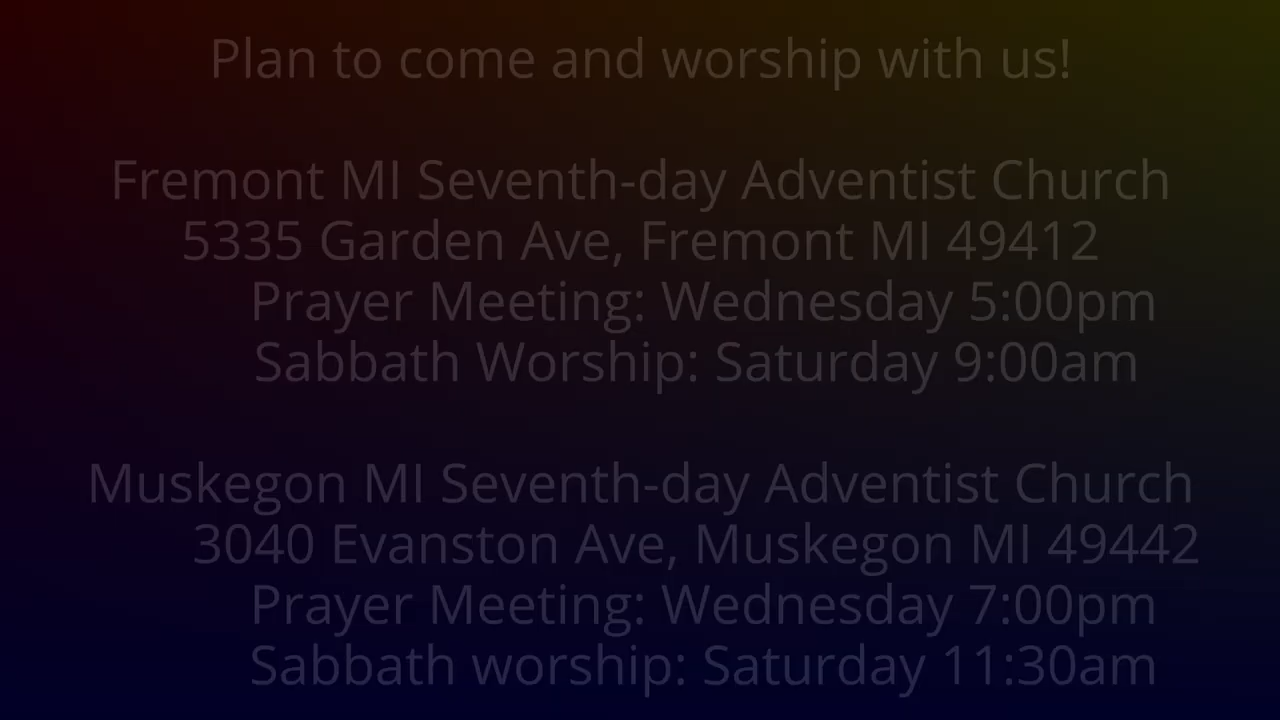 Plan to come and worship with us!
Fremont MI Seventh-day Adventist Church
5335 Garden Ave, Fremont MI 49412
Prayer Meeting: Wednesday 5:00pm
Sabbath Worship: Saturday 9:00am
Muskegon MI Seventh-day Adventist Church
3040 Evanston Ave, Muskegon MI 49442
Prayer Meeting: Wednesday 7:00pm
Sabbath worship: Saturday 11:30am